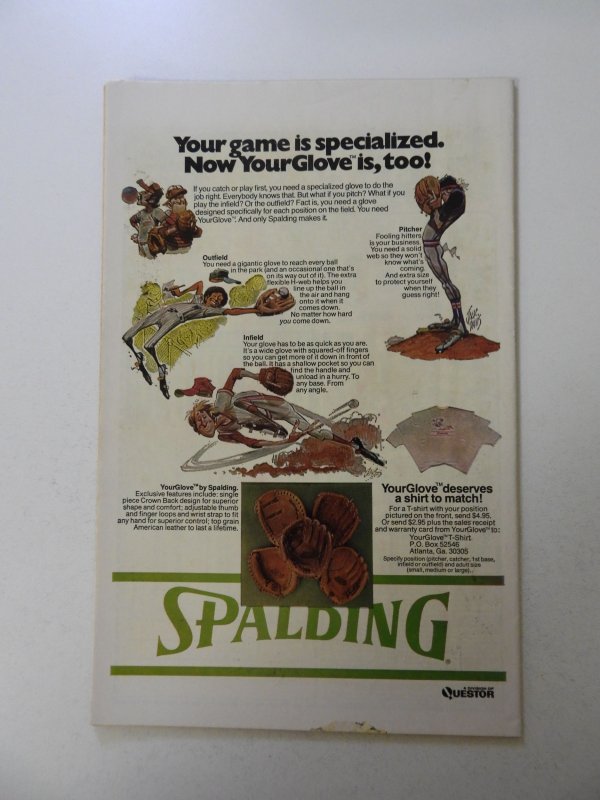 Your game is specialized.
Now YourGlove™ is, too!
If you catch or play first, you need a specialized glove to do the
job right. Everybody knows that. But what if you pitch? What if you
play the infield? Or the outfield? Fact is, you need a glove
designed specifically for each position on the field. You need
YourGlove™. And only Spalding makes it.
Pitcher
Fooling hitters
is your business.
You need a solid
web so they won't
know what's
coming.
And extra size
to protect yourself
when they
guess right!
Outfield
You need a gigantic glove to reach every ball
in the park (and an occasional one that's
on its way out of it). The extra
flexible H-web helps you
line up the ball in
the air and hang
onto it when it
comes down.
No matter how hard
you come down.
Infield
Your glove has to be as quick as you are.
It's a wide glove with squared-off fingers
so you can get more of it down in front of
the ball. It has a shallow pocket so you can
find the handle and
unload in a hurry. To
any base. From
any angle.
YourGlove™ by Spalding.
Exclusive features include: single
piece Crown Back design for superior
shape and comfort; adjustable thumb
and finger loops and wrist strap to fit
any hand for superior control; top grain
American leather to last a lifetime.
YourGlove™ deserves
a shirt to match!
For a T-shirt with your position
pictured on the front, send $4.95.
Or send $2.95 plus the sales receipt
and warranty card from YourGlove™ to:
YourGlove™ T-Shirt
P.O. Box 52546
Atlanta, Ga. 30305
Specify position (pitcher, catcher, 1st base,
infield or outfield) and adult size
(small, medium or large).
SPALDING®
A DIVISION OF
QUESTOR